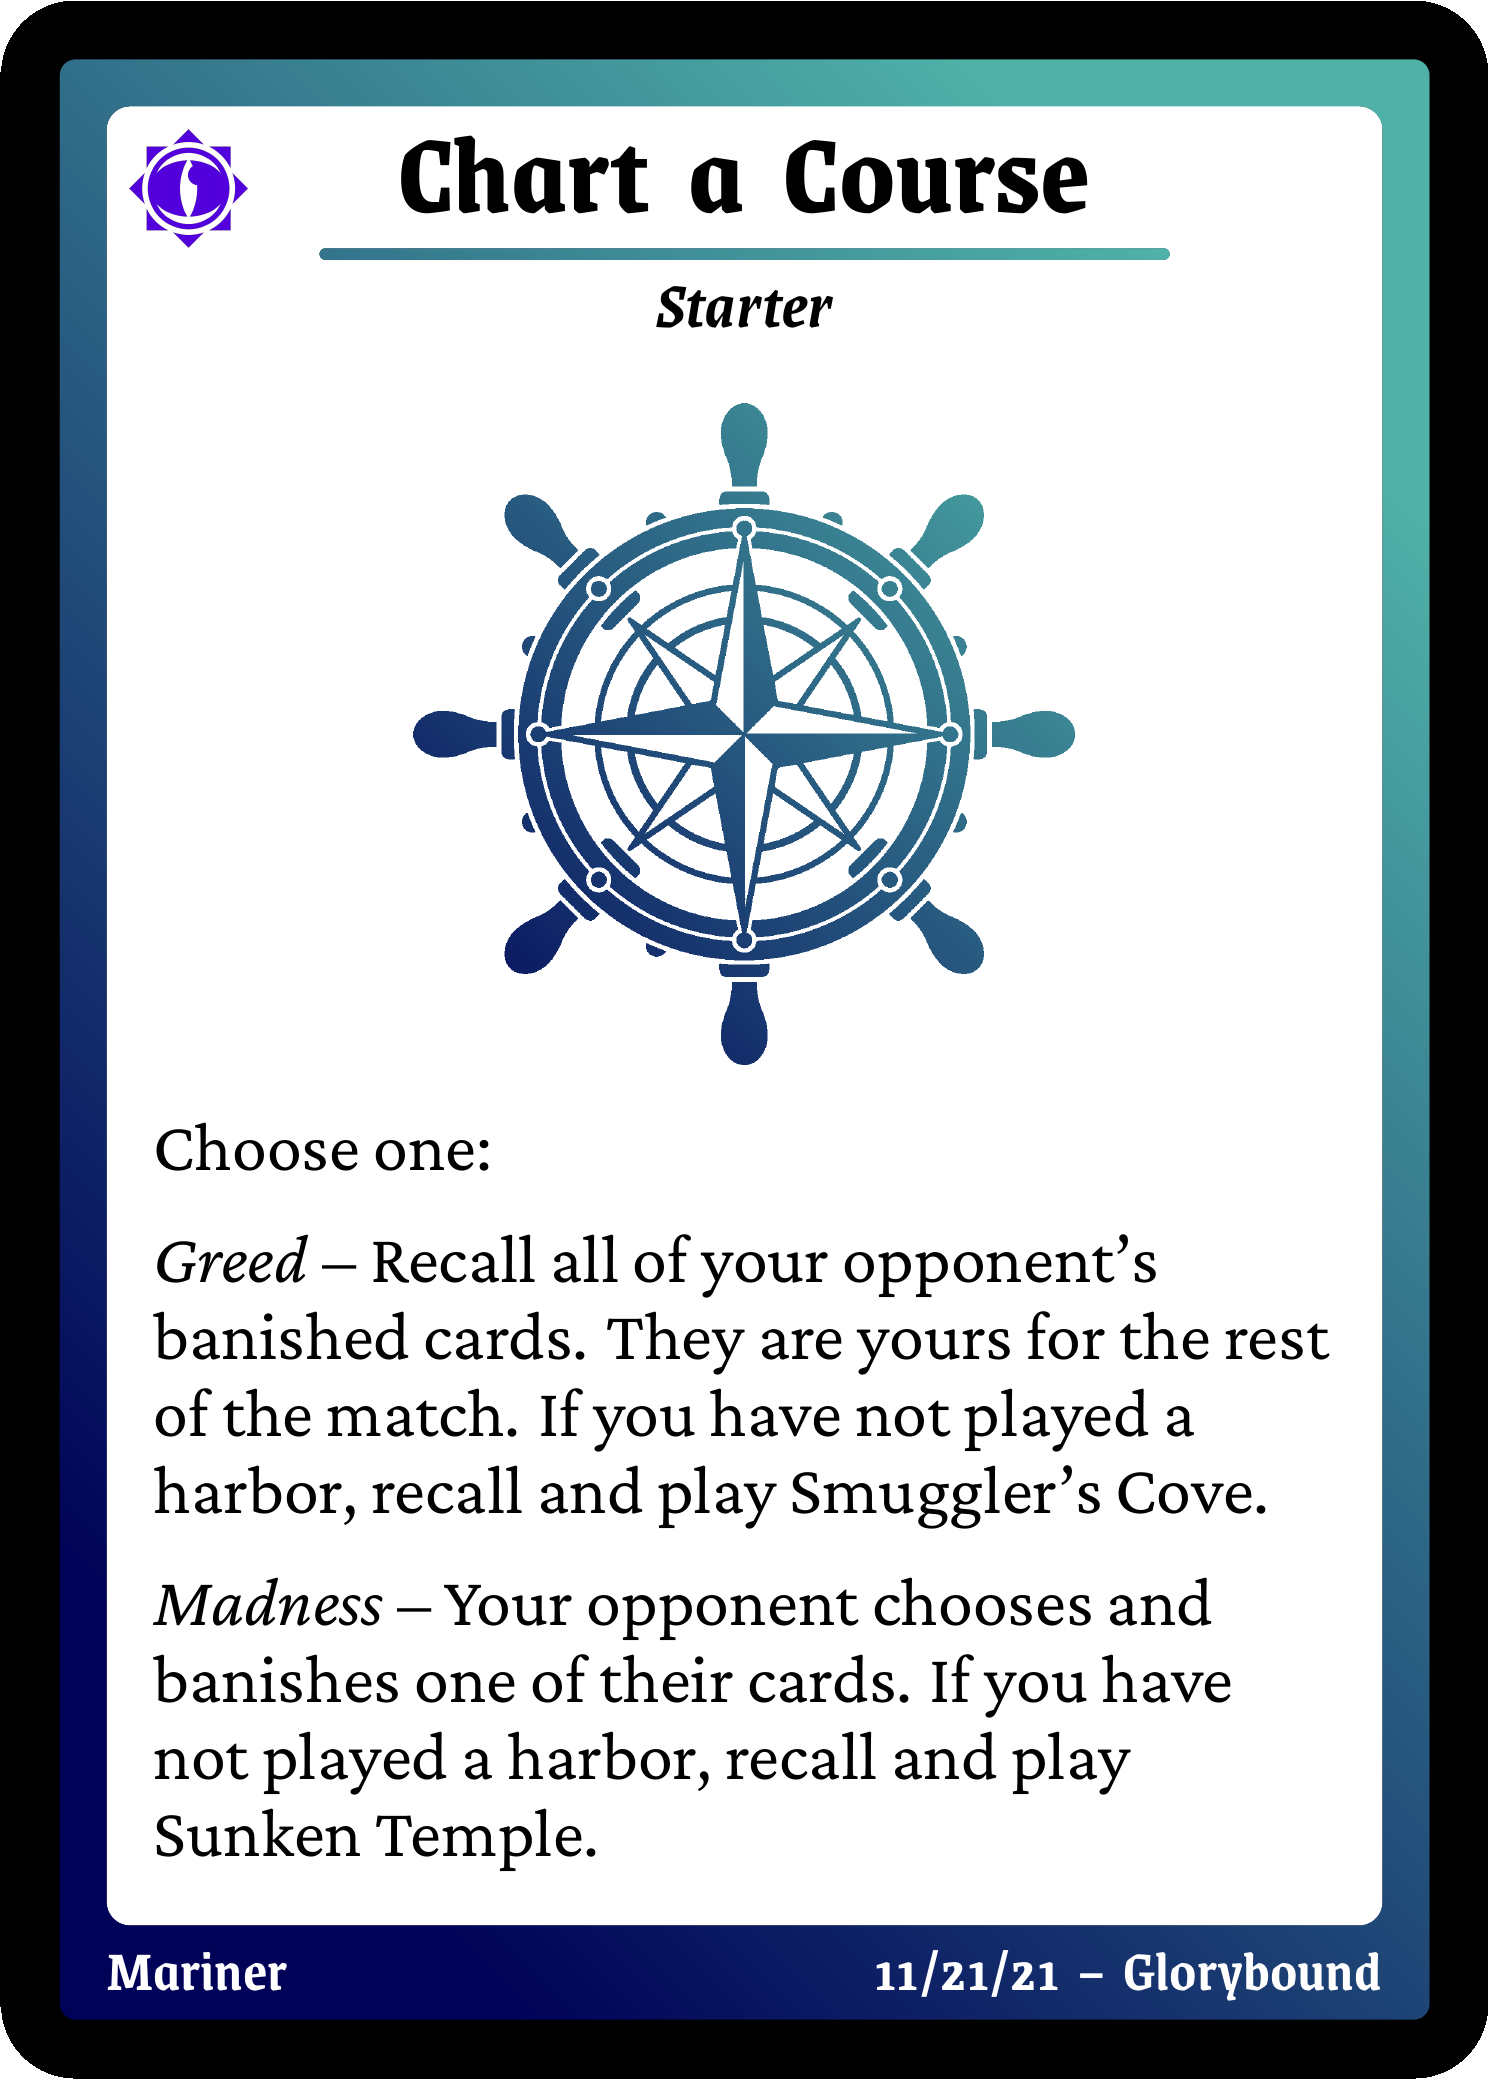 Chart a Course
Starter
Choose one:
Greed – Recall all of your opponent’s
banished cards. They are yours for the rest
of the match. If you have not played a
harbor, recall and play Smuggler’s Cove.
Madness – Your opponent chooses and
banishes one of their cards. If you have
not played a harbor, recall and play
Sunken Temple.
Mariner
11/21/21 – Glorybound